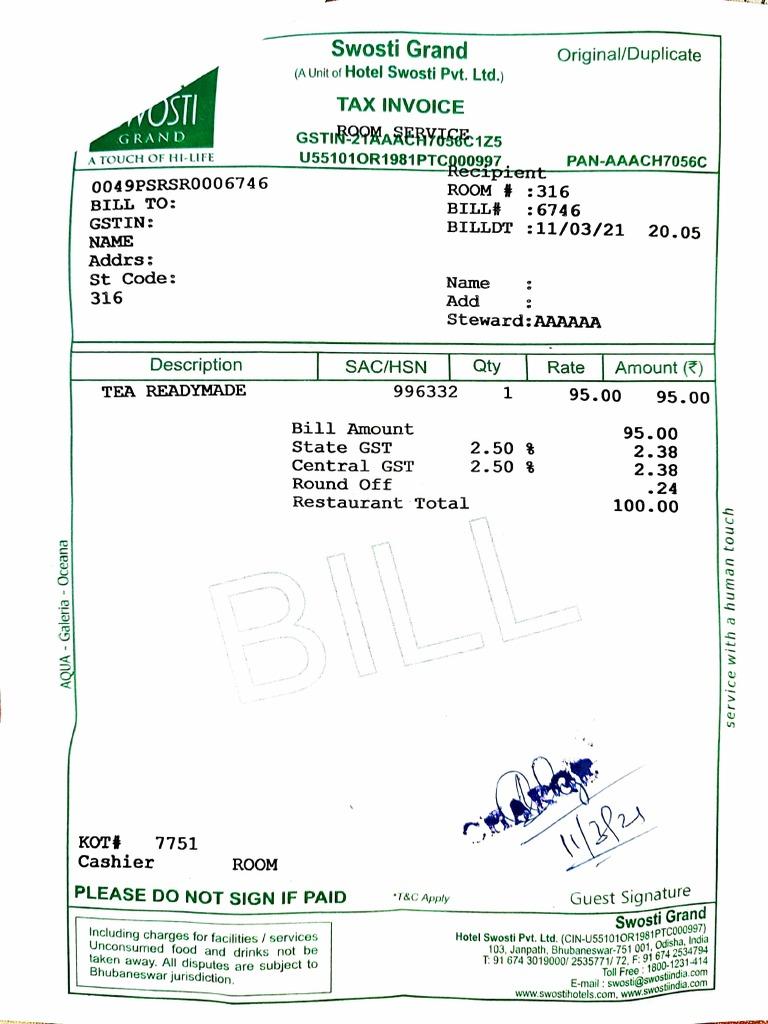 Swosti Grand
(A Unit of Hotel Swosti Pvt. Ltd.)
Original/Duplicate
SWOSTI
GRAND
A TOUCH OF HI-LIFE
TAX INVOICE
ROOM SERVICE
GSTIN-21AAACH7056C1Z5
U55101OR1981PTC000997
PAN-AAACH7056C
0049PSRSR0006746
BILL TO:
GSTIN:
NAME
Addrs:
St Code:
316
Recipient
ROOM # :316
BILL# :6746
BILLDT :11/03/21 20.05
Name :
Add :
Steward:AAAAAA
Description SAC/HSN Qty Rate Amount (₹)
TEA READYMADE 996332 1 95.00 95.00
Bill Amount 95.00
State GST 2.50 % 2.38
Central GST 2.50 % 2.38
Round Off .24
Restaurant Total 100.00
BILL
AQUA - Galeria - Oceana
service with a human touch
11/3/21
KOT# 7751
Cashier ROOM
PLEASE DO NOT SIGN IF PAID *T&C Apply Guest Signature
Including charges for facilities / services
Unconsumed food and drinks not be
taken away. All disputes are subject to
Bhubaneswar jurisdiction.
Swosti Grand
Hotel Swosti Pvt. Ltd. (CIN-U55101OR1981PTC000997)
103, Janpath, Bhubaneswar-751 001, Odisha, India
T: 91 674 3019000/ 2535771/ 72, F: 91 674 2534794
Toll Free : 1800-1231-414
E-mail : swosti@swostiindia.com
www.swostihotels.com, www.swostiindia.com